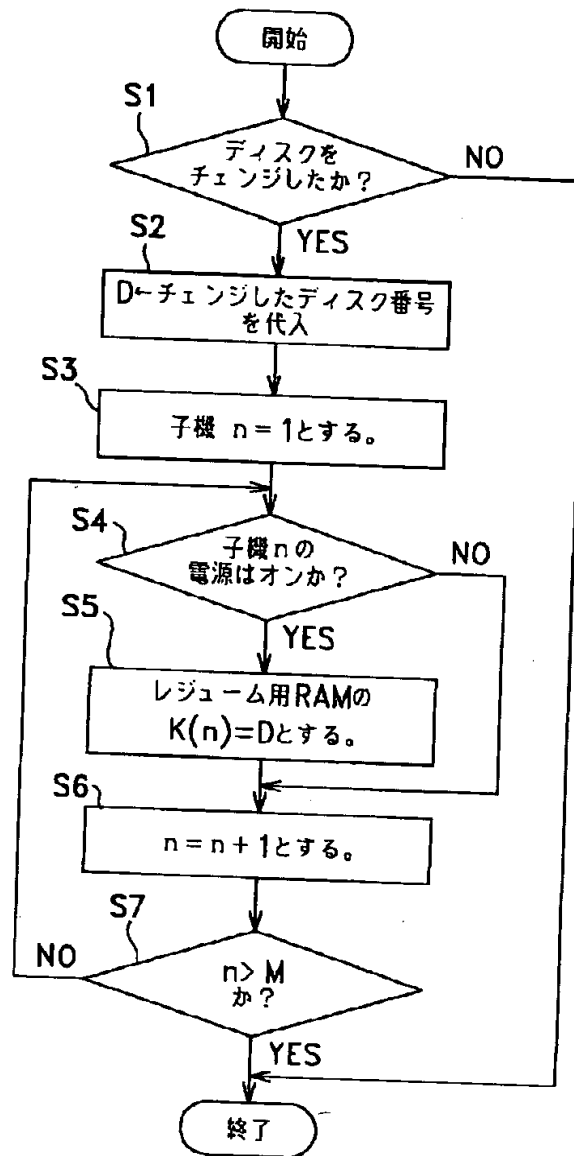 開始
S1
ディスクを
チェンジしたか?
NO
YES
S2
D←チェンジしたディスク番号
を代入
S3
子機 n=1とする。
S4
子機nの
電源はオンか?
NO
YES
S5
レジューム用RAMの
K(n)=Dとする。
S6
n=n+1とする。
S7
n>M
か?
NO
YES
終了